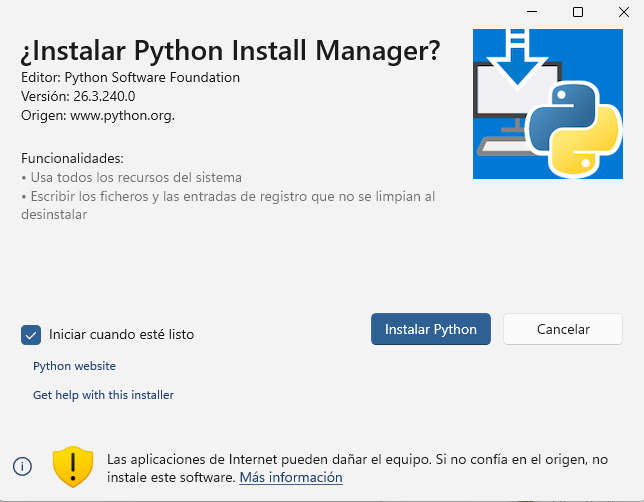 ¿Instalar Python Install Manager?
Editor: Python Software Foundation
Versión: 26.3.240.0
Origen: www.python.org.
Funcionalidades:
• Usa todos los recursos del sistema
• Escribir los ficheros y las entradas de registro que no se limpian al
desinstalar
Iniciar cuando esté listo
Instalar Python
Cancelar
Python website
Get help with this installer
Las aplicaciones de Internet pueden dañar el equipo. Si no confía en el origen, no
instale este software. Más información